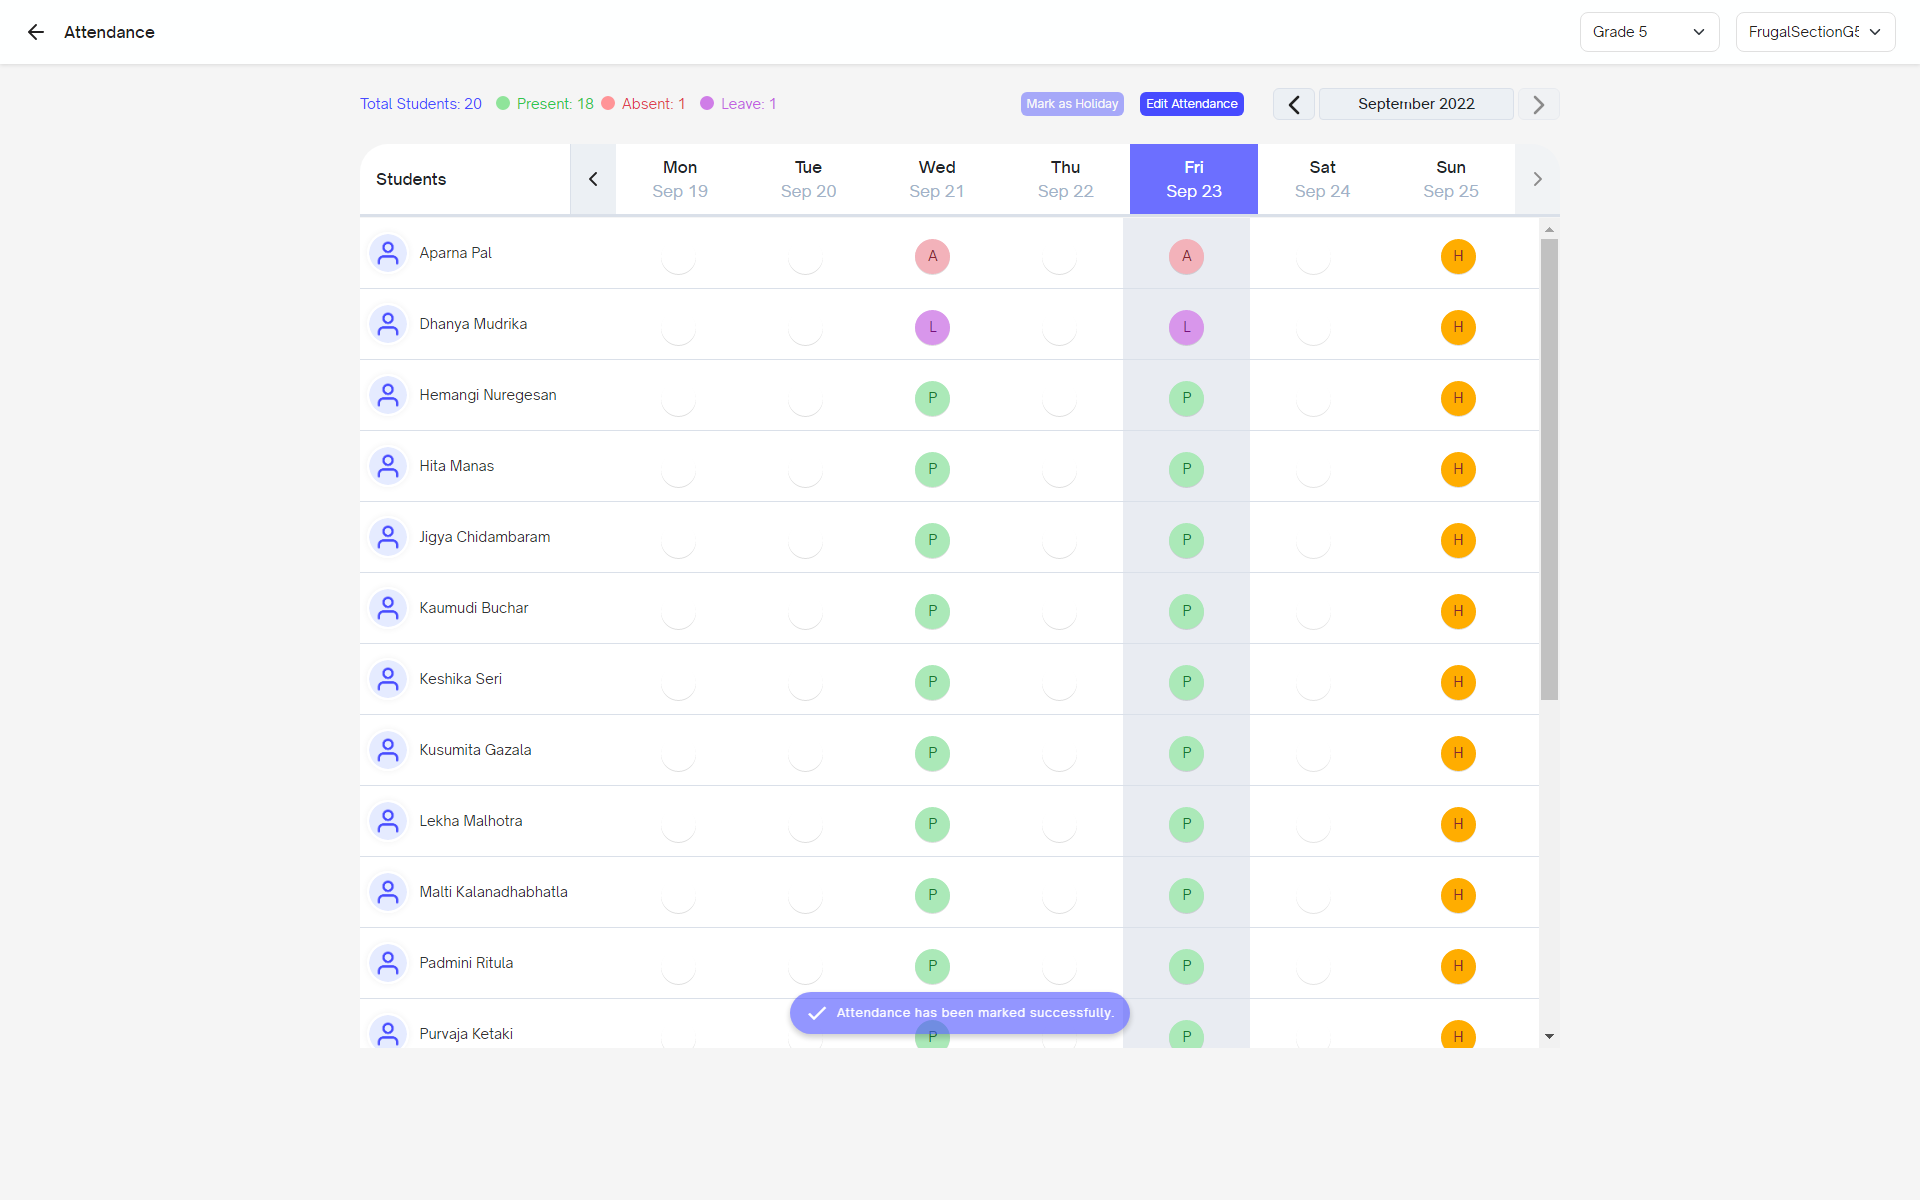 Attendance
Grade 5
FrugalSectionG5
Total Students: 20 Present: 18 Absent: 1 Leave: 1
Mark as Holiday
Edit Attendance
September 2022
Students
Mon Tue Wed Thu Fri Sat Sun
Sep 19 Sep 20 Sep 21 Sep 22 Sep 23 Sep 24 Sep 25
Aparna Pal A A H
Dhanya Mudrika L L H
Hemangi Nuregesan P P H
Hita Manas P P H
Jigya Chidambaram P P H
Kaumudi Buchar P P H
Keshika Seri P P H
Kusumita Gazala P P H
Lekha Malhotra P P H
Malti Kalanadhabhatla P P H
Padmini Ritula P P H
Attendance has been marked successfully.
Purvaja Ketaki P P H